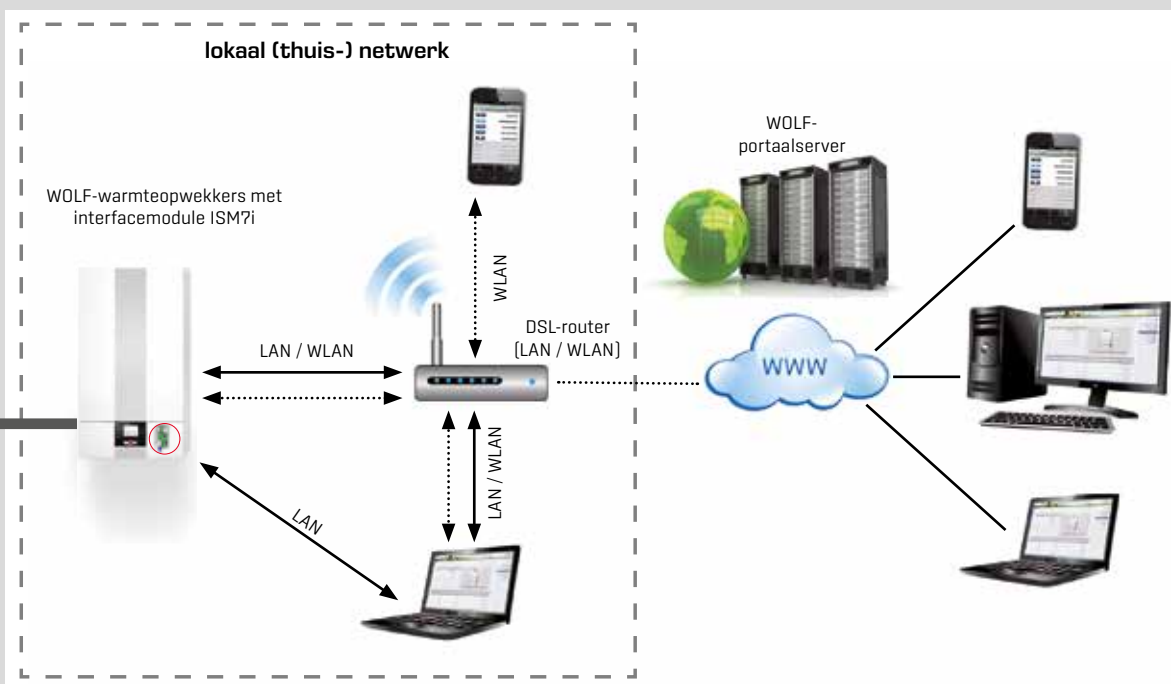 lokaal (thuis-) netwerk
WOLF-warmteopwekkers met
interfacemodule ISM7i
LAN / WLAN
WLAN
DSL-router
(LAN / WLAN)
LAN / WLAN
LAN
WOLF-
portaalserver
WWW